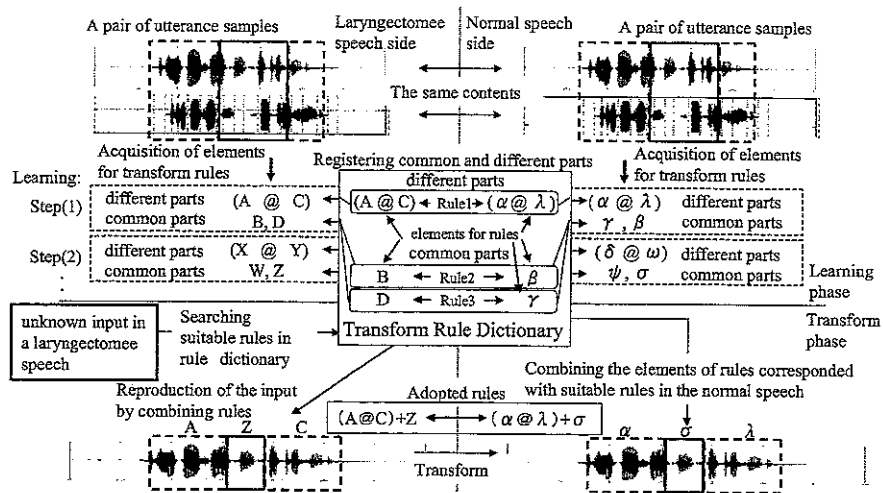 A pair of utterance samples
Laryngectomee
speech side
Normal speech
side
A pair of utterance samples
The same contents
Acquisition of elements
for transform rules
Registering common and different parts
Acquisition of elements
for transform rules
Learning:
Step(1)
different parts (A @ C)
common parts B, D
Step(2)
different parts (X @ Y)
common parts W, Z
different parts
(A @ C) Rule1 (α @ λ)
elements for rules
common parts
B Rule2 β
D Rule3 γ
Transform Rule Dictionary
(α @ λ) different parts
γ , β common parts
(δ @ ω) different parts
ψ, σ common parts
Learning
phase
Transform
phase
unknown input in
a laryngectomee
speech
Searching
suitable rules in
rule dictionary
Reproduction of the input
by combining rules
Adopted rules
(A@C)+Z (α@λ)+σ
Combining the elements of rules corresponded
with suitable rules in the normal speech
A Z C
Transform
α σ λ